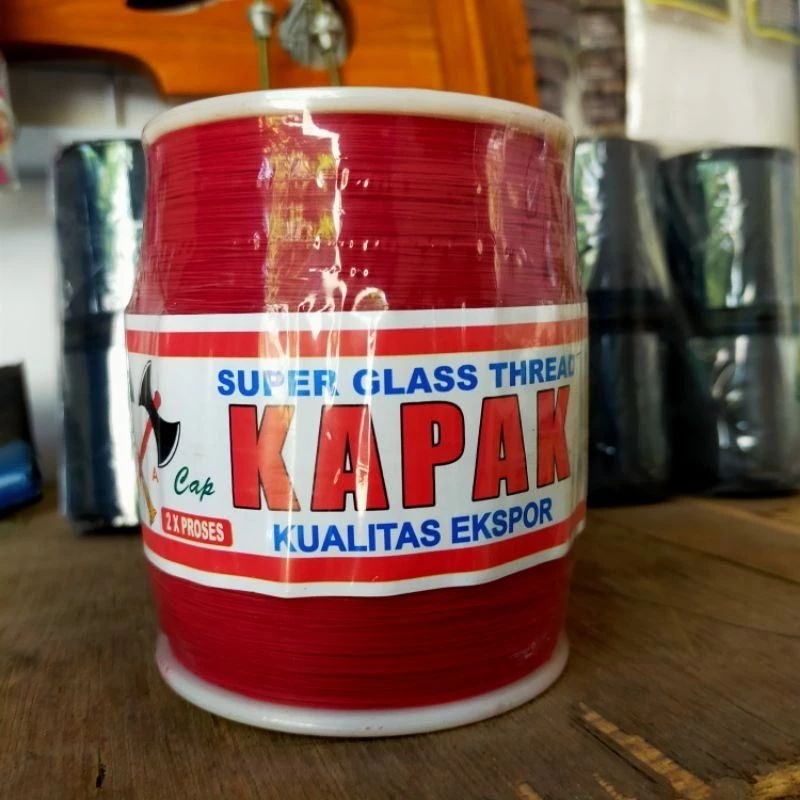 SUPER GLASS THREAD
Cap KAPAK
2 X PROSES
KUALITAS EKSPOR